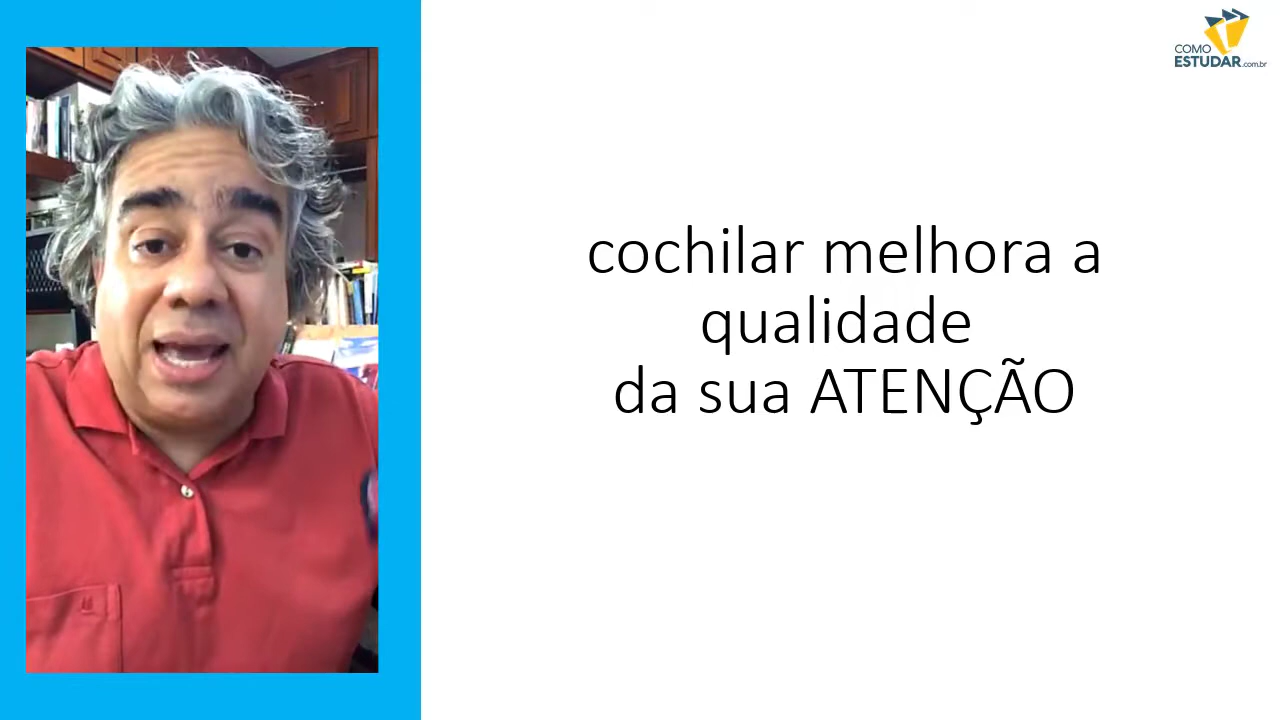 COMO
ESTUDAR.com.br
cochilar melhora a
qualidade
da sua ATENÇÃO